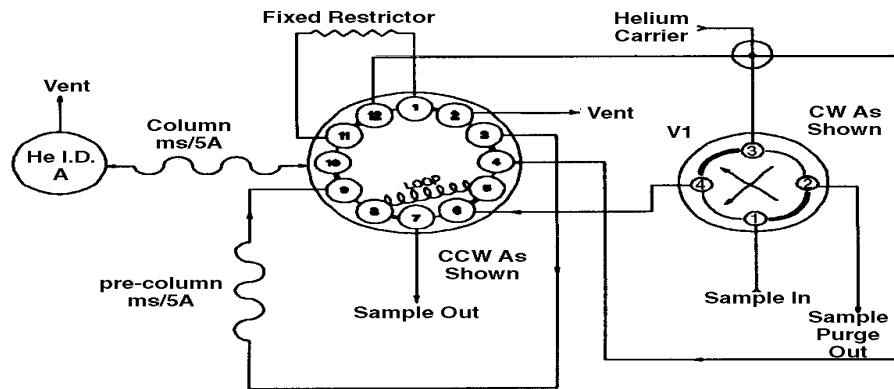 Fixed Restrictor
Helium
Carrier
Vent
Column
ms/5A
He I.D.
A
12
1
2
11
3
10
4
9
5
8
7
6
LOOP
Vent
V1
CW As
Shown
3
4
2
1
CCW As
Shown
pre-column
ms/5A
Sample Out
Sample In
Sample
Purge
Out